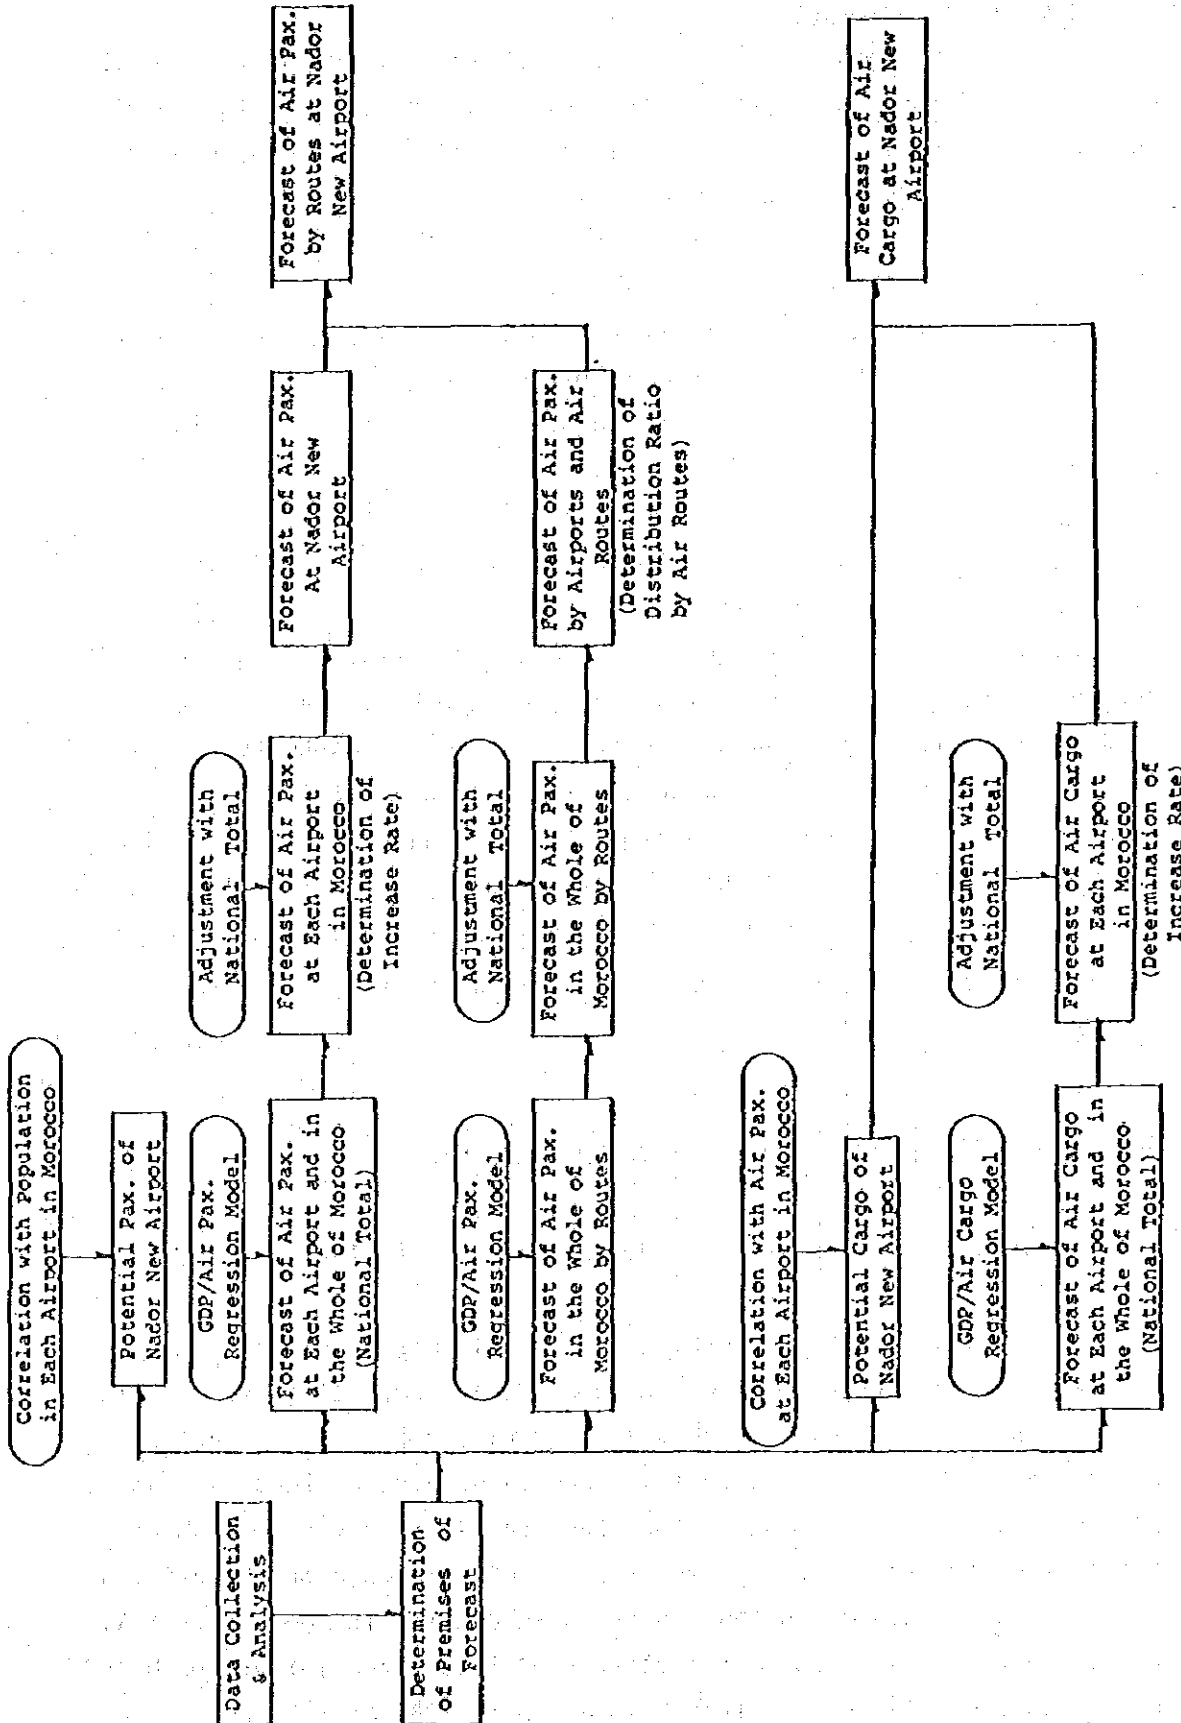 Data Collection
& Analysis
Determination
of Premises of
Forecast
Correlation with Population
in Each Airport in Morocco
Potential Pax. of
Nador New Airport
GDP/Air Pax.
Regression Model
Forecast of Air Pax.
at Each Airport and in
the Whole of Morocco
(National Total)
Adjustment with
National Total
Forecast of Air Pax.
at Each Airport
in Morocco
(Determination of
Increase Rate)
Forecast of Air Pax.
At Nador New
Airport
Forecast of Air Pax.
by Routes at Nador
New Airport
GDP/Air Pax.
Regression Model
Forecast of Air Pax.
in the Whole of
Morocco by Routes
Adjustment with
National Total
Forecast of Air Pax.
in the Whole of
Morocco by Routes
Forecast of Air Pax.
by Airports and Air
Routes
(Determination of
Distribution Ratio
by Air Routes)
Correlation with Air Pax.
at Each Airport in Morocco
Potential Cargo of
Nador New Airport
Forecast of Air
Cargo at Nador New
Airport
GDP/Air Cargo
Regression Model
Forecast of Air Cargo
at Each Airport and in
the Whole of Morocco
(National Total)
Adjustment with
National Total
Forecast of Air Cargo
at Each Airport
in Morocco
(Determination of
Increase Rate)